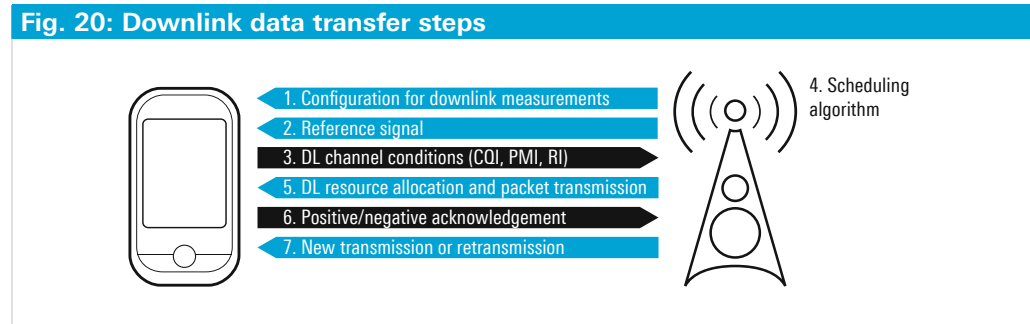 Fig. 20: Downlink data transfer steps
1. Configuration for downlink measurements
2. Reference signal
3. DL channel conditions (CQI, PMI, RI)
4. Scheduling
algorithm
5. DL resource allocation and packet transmission
6. Positive/negative acknowledgement
7. New transmission or retransmission